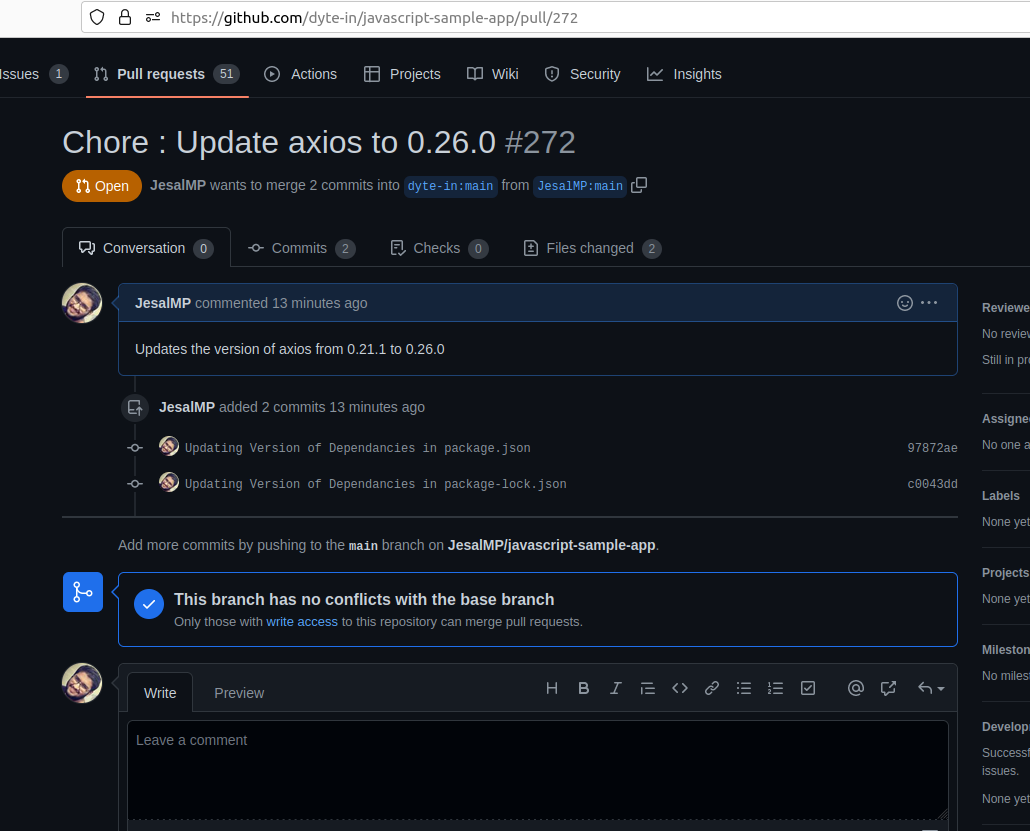 https://github.com/dyte-in/javascript-sample-app/pull/272
ssues 1 Pull requests 51 Actions Projects Wiki Security Insights
Chore : Update axios to 0.26.0 #272
Open JesalMP wants to merge 2 commits into dyte-in:main from JesalMP:main
Conversation 0 Commits 2 Checks 0 Files changed 2
JesalMP commented 13 minutes ago
Updates the version of axios from 0.21.1 to 0.26.0
JesalMP added 2 commits 13 minutes ago
Updating Version of Dependancies in package.json 97872ae
Updating Version of Dependancies in package-lock.json c0043dd
Add more commits by pushing to the main branch on JesalMP/javascript-sample-app.
This branch has no conflicts with the base branch
Only those with write access to this repository can merge pull requests.
Write Preview
Leave a comment
Reviewe
No review
Still in pr
Assigne
No one a
Labels
None yet
Projects
None yet
Mileston
No miles
Develop
Successf
issues.
None yet